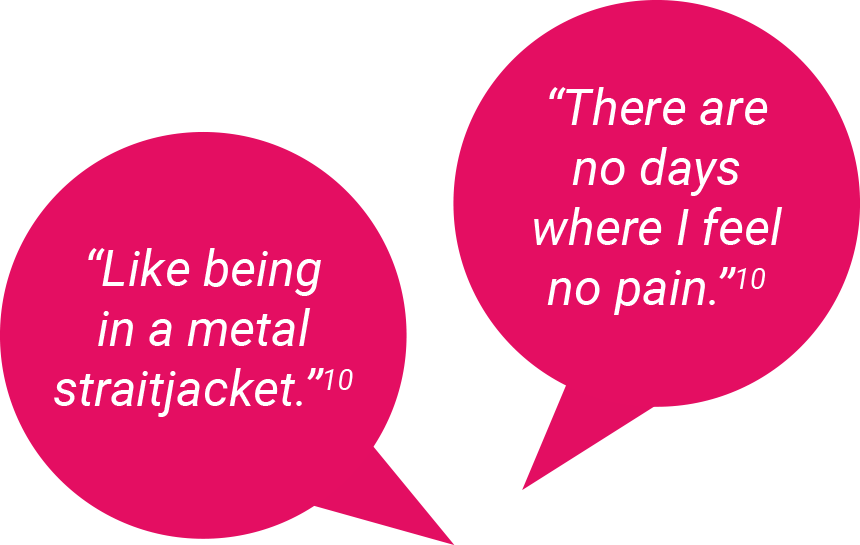 “Like being
in a metal
straitjacket.”10
“There are
no days
where I feel
no pain.”10